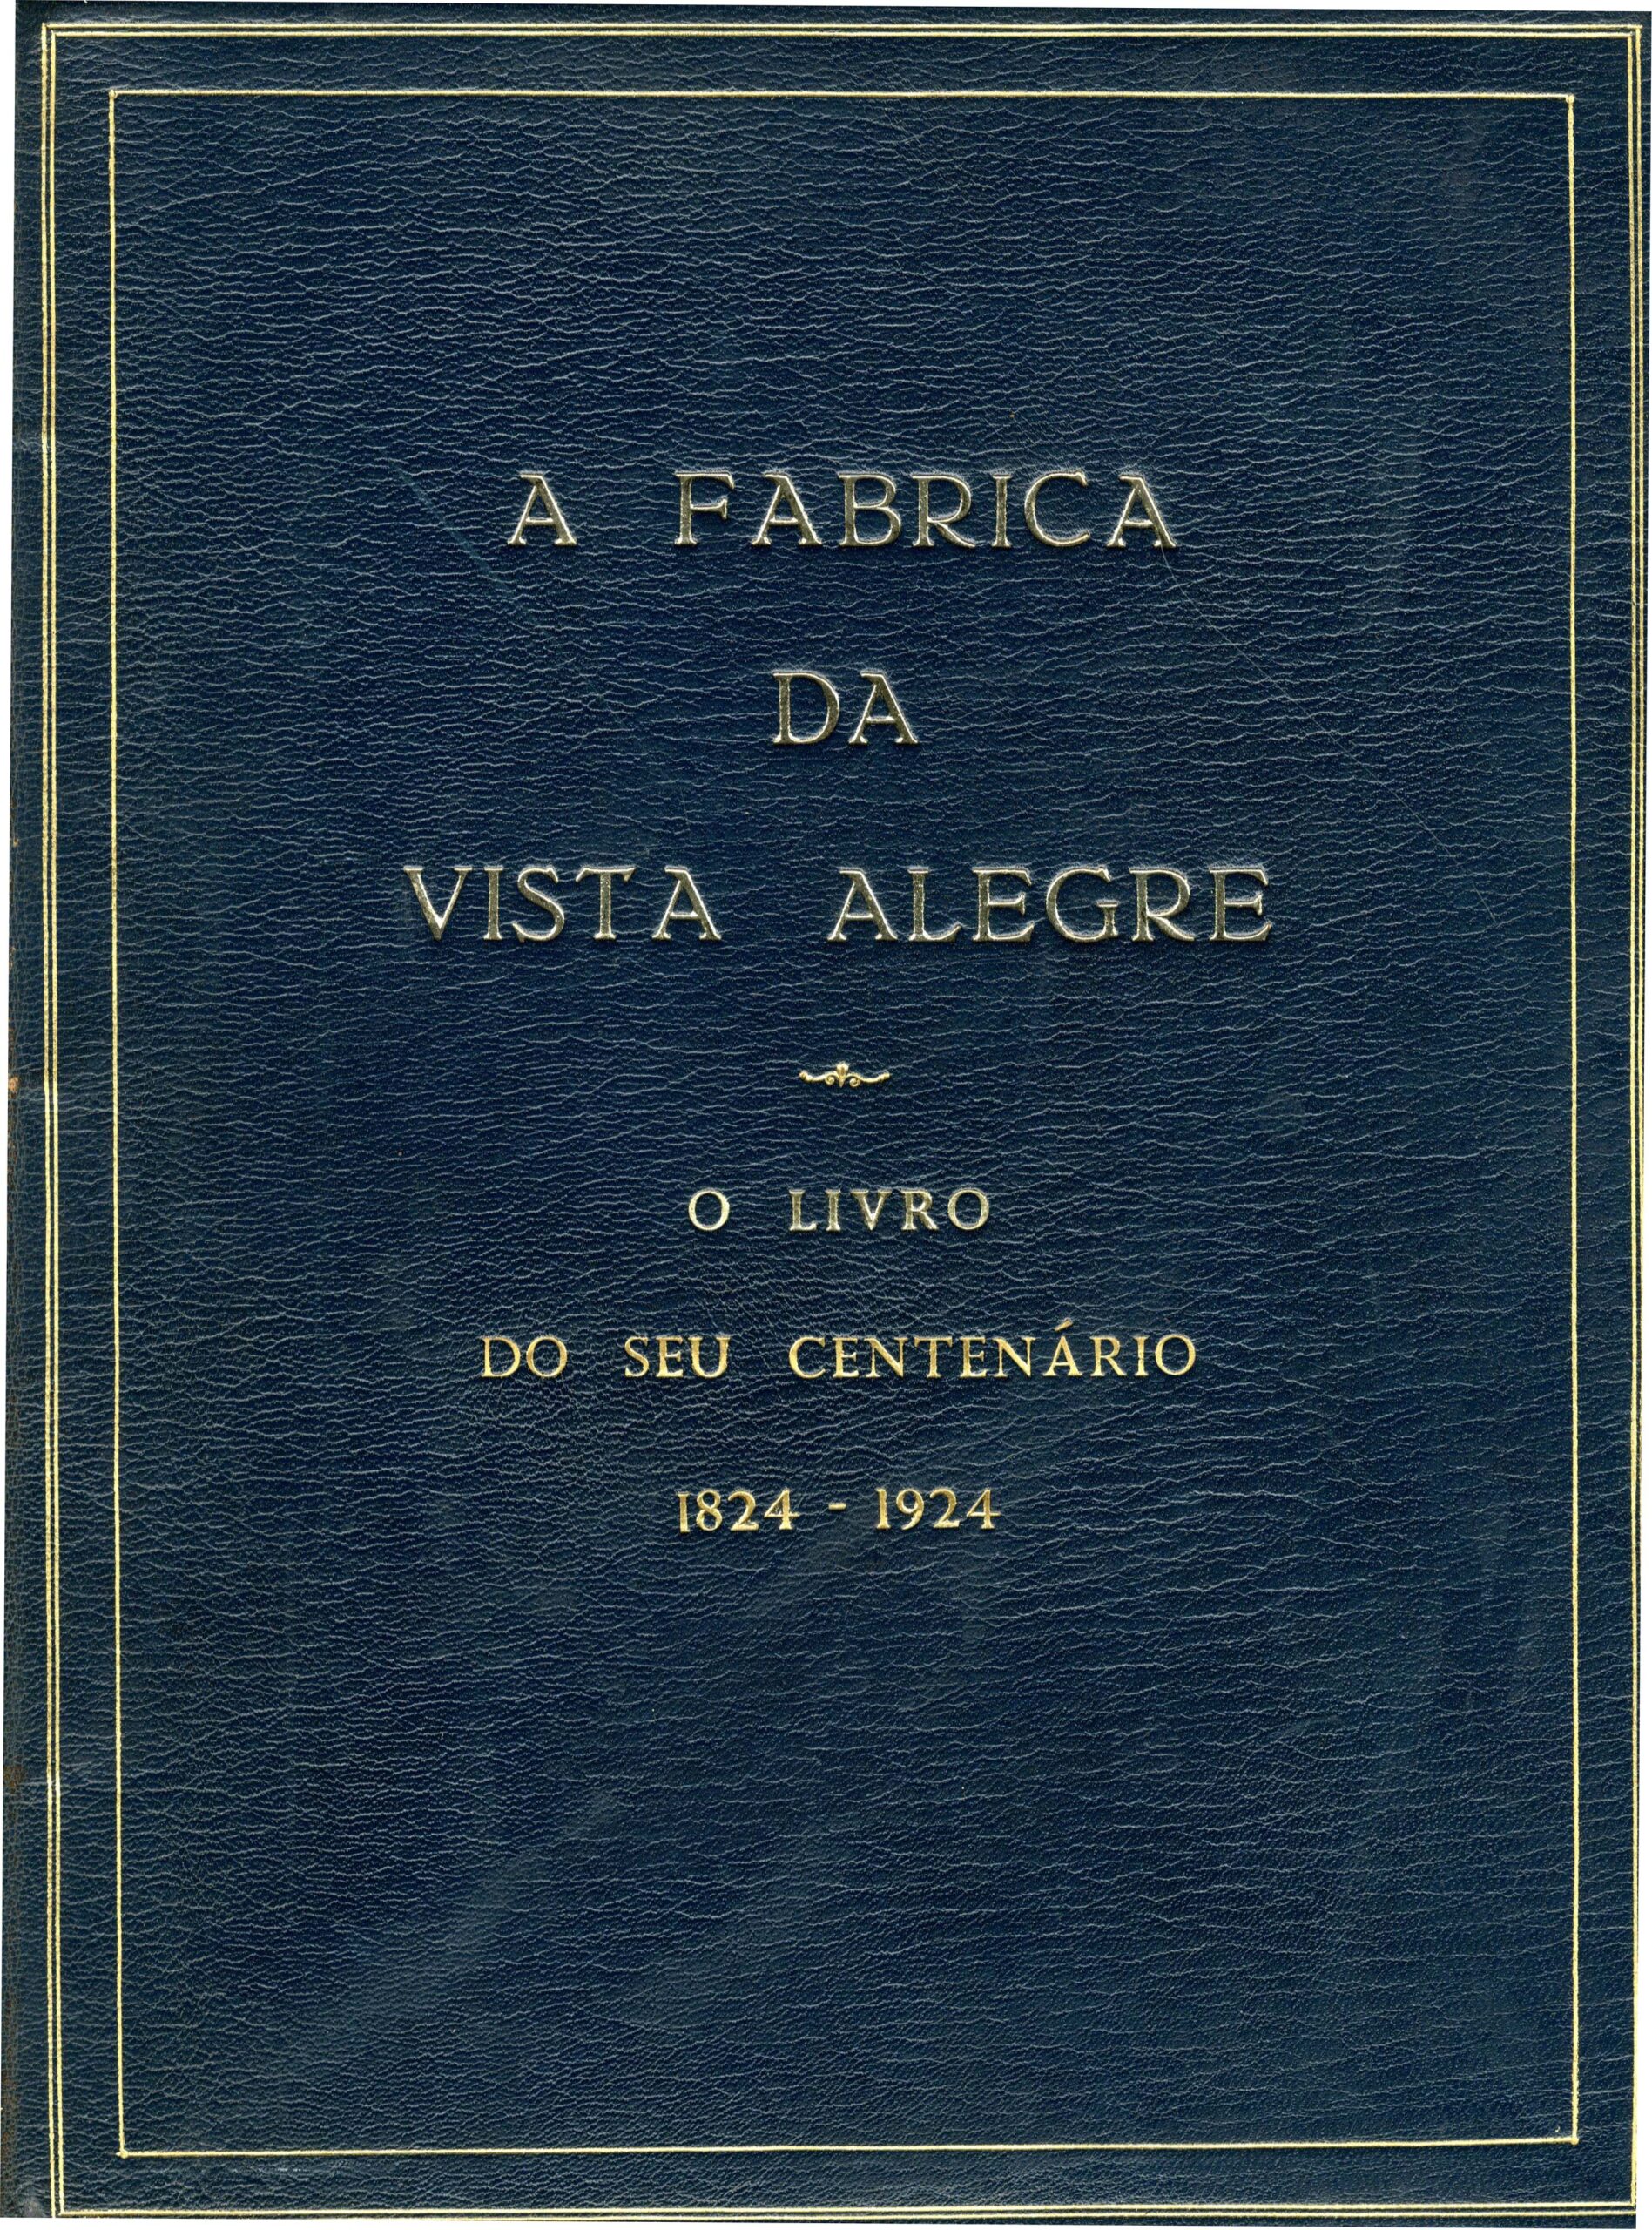 A FABRICA
DA
VISTA ALEGRE
O LIVRO
DO SEU CENTENÁRIO
1824 - 1924